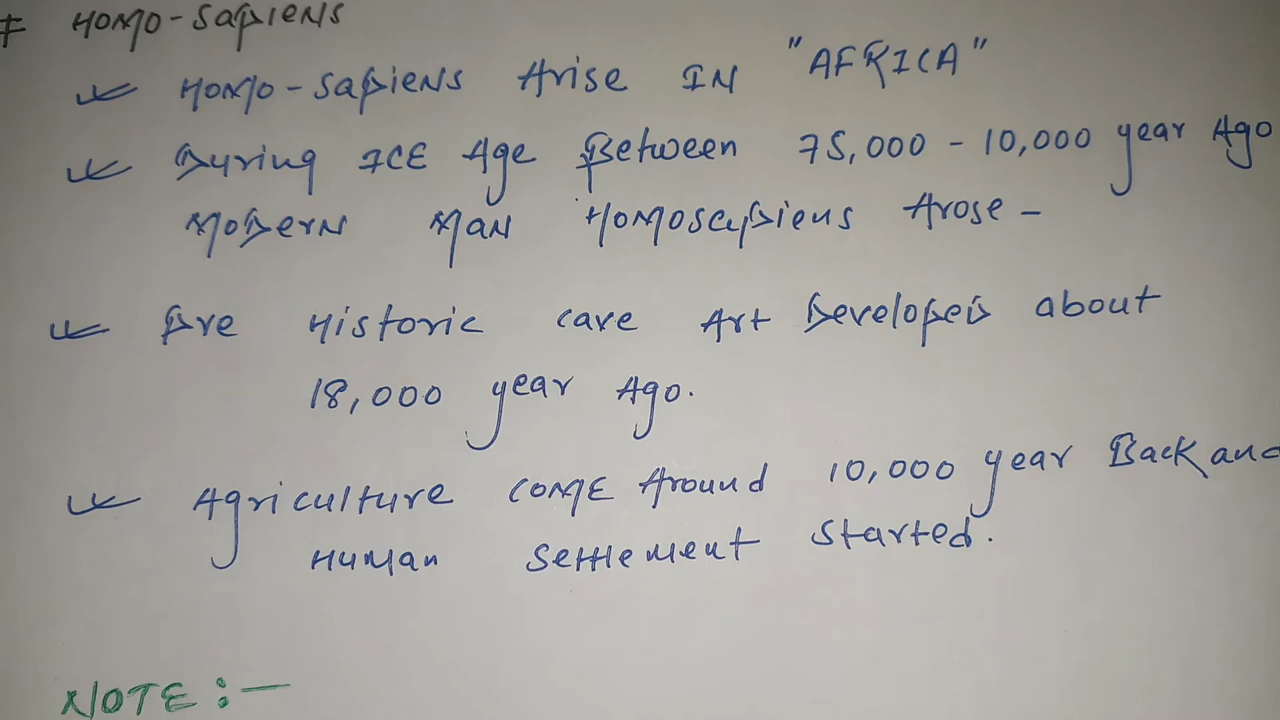 # Homo-Sapiens
Homo-Sapiens Arise IN "AFRICA"
During ICE Age Between 75,000 - 10,000 year Ago
Modern Man Homosapiens Arose -
Pre Historic cave Art Developed about
18,000 year Ago.
Agriculture come Around 10,000 year Back and
Human Settlement Started.
NOTE :-